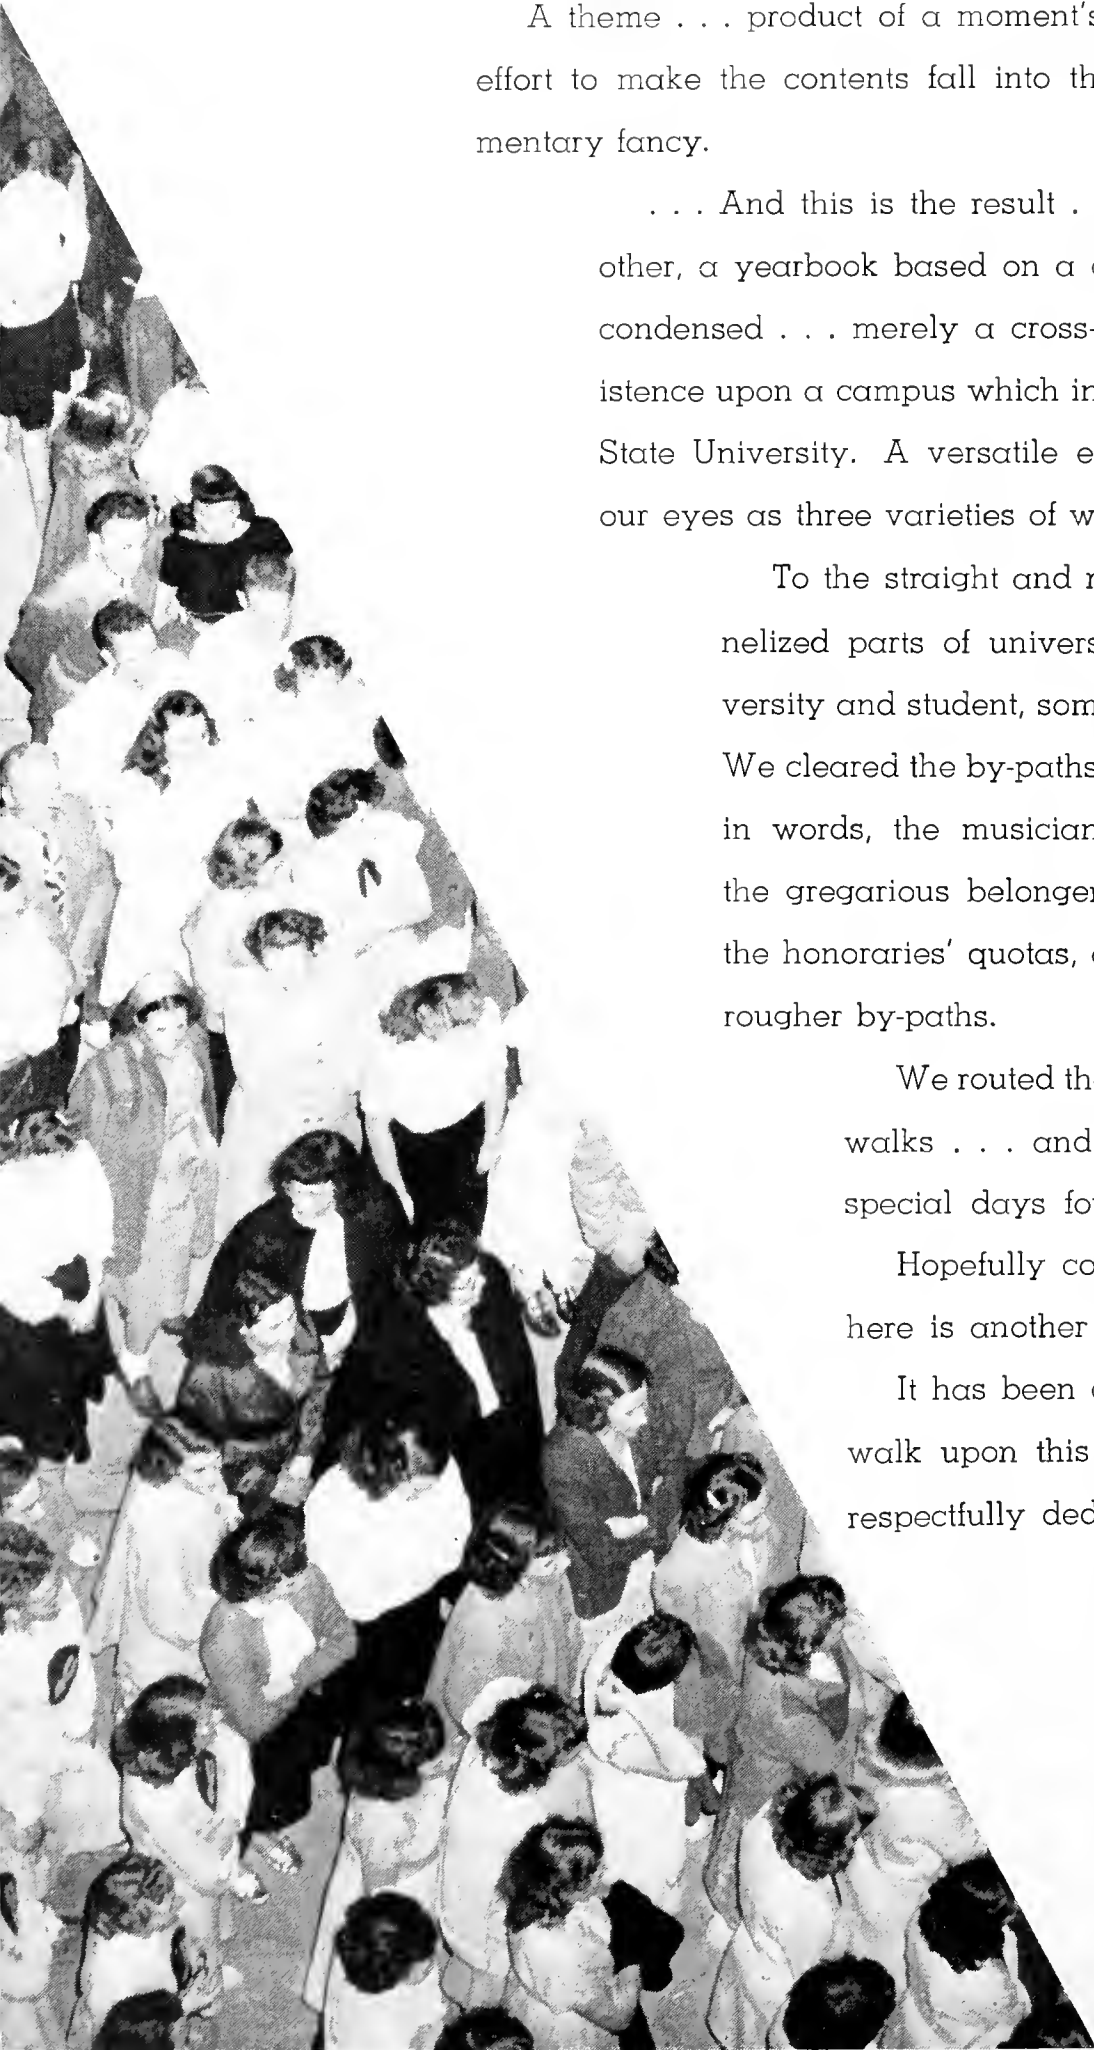 A theme . . . product of a moment's
effort to make the contents fall into th
mentary fancy.
. . . And this is the result .
other, a yearbook based on a
condensed . . . merely a cross-
istence upon a campus which in
State University. A versatile e
our eyes as three varieties of w
To the straight and
nelized parts of univers
versity and student, som
We cleared the by-paths
in words, the musician
the gregarious belonger
the honoraries' quotas,
rougher by-paths.
We routed th
walks . . . and
special days fo
Hopefully co
here is another
It has been
walk upon this
respectfully ded